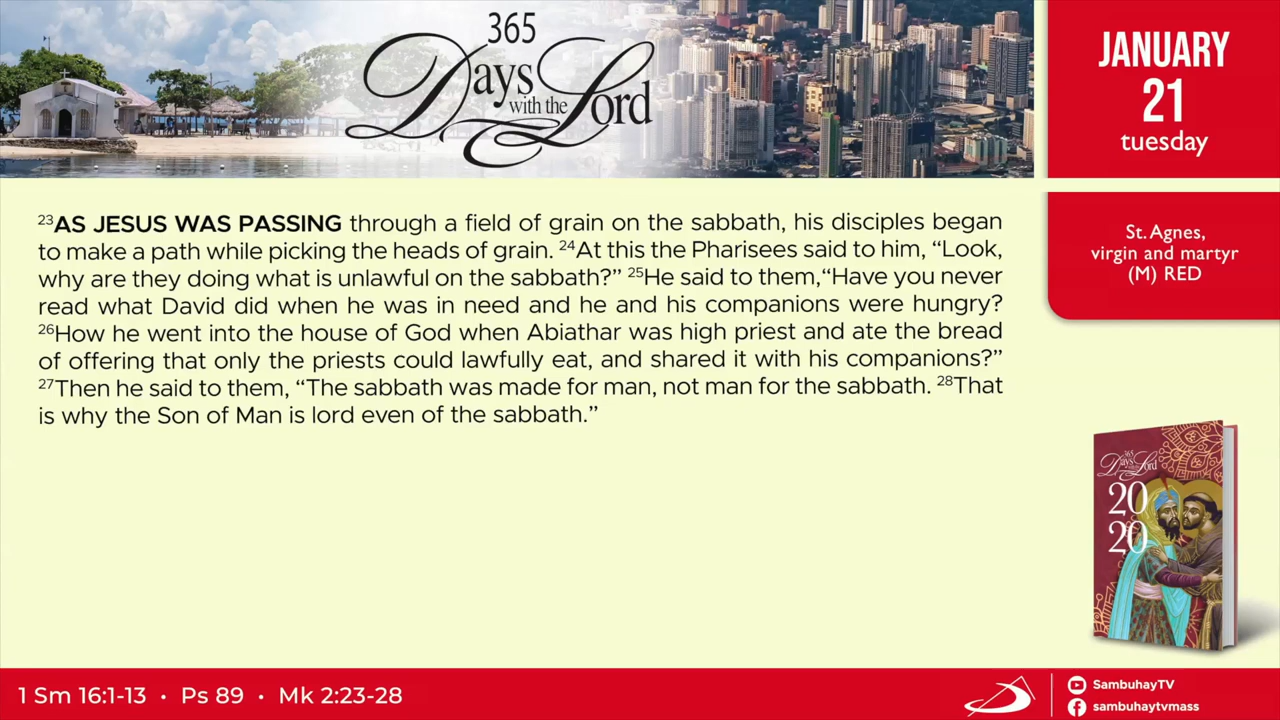 365
Days with the Lord
JANUARY
21
tuesday
St. Agnes,
virgin and martyr
(M) RED
23AS JESUS WAS PASSING through a field of grain on the sabbath, his disciples began
to make a path while picking the heads of grain. 24At this the Pharisees said to him, “Look,
why are they doing what is unlawful on the sabbath?” 25He said to them,“Have you never
read what David did when he was in need and he and his companions were hungry?
26How he went into the house of God when Abiathar was high priest and ate the bread
of offering that only the priests could lawfully eat, and shared it with his companions?”
27Then he said to them, “The sabbath was made for man, not man for the sabbath. 28That
is why the Son of Man is lord even of the sabbath.”
365
Days with the Lord
20
20
1 Sm 16:1-13 • Ps 89 • Mk 2:23-28
SambuhayTV
sambuhaytvmass